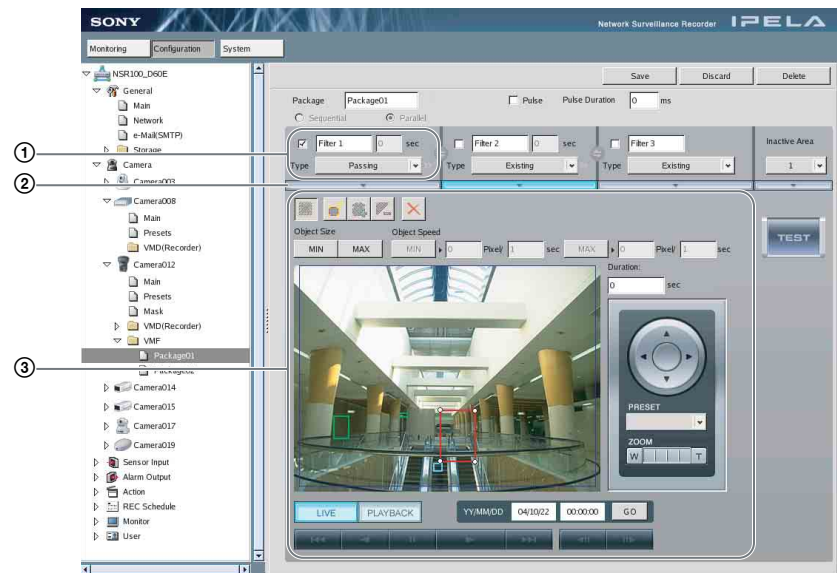 SONY
Network Surveillance Recorder IPELA
Monitoring Configuration System
NSR100_D60E
General
Main
Network
e-Mail(SMTP)
Storage
Camera
Camera003
Camera008
Main
Presets
VMD(Recorder)
Camera012
Main
Presets
Mask
VMD(Recorder)
VMF
Package01
Package02
Camera014
Camera015
Camera017
Camera019
Sensor Input
Alarm Output
Action
REC Schedule
Monitor
User
1
2
3
Save Discard Delete
Package Package01 Pulse Pulse Duration 0 ms
Sequential Parallel
Filter 1 0 sec Filter 2 0 sec Filter 3 Inactive Area
Type Passing Type Existing Type Existing 1
TEST
Object Size Object Speed
MIN MAX MIN 0 Pixel/ 1 sec MAX 0 Pixel/ 1 sec
Duration:
0 sec
PRESET
ZOOM
W T
LIVE PLAYBACK YY/MM/DD 04/10/22 00:00:00 GO